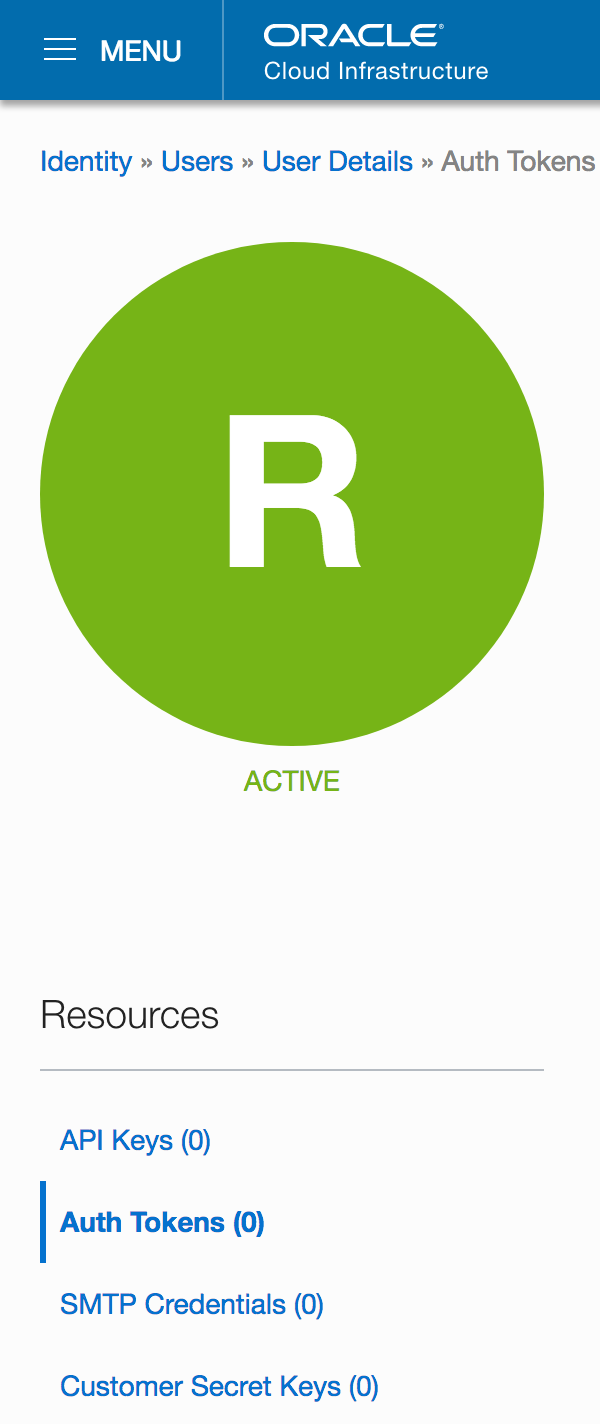 MENU
ORACLE®
Cloud Infrastructure
Identity » Users » User Details » Auth Tokens
R
ACTIVE
Resources
API Keys (0)
Auth Tokens (0)
SMTP Credentials (0)
Customer Secret Keys (0)